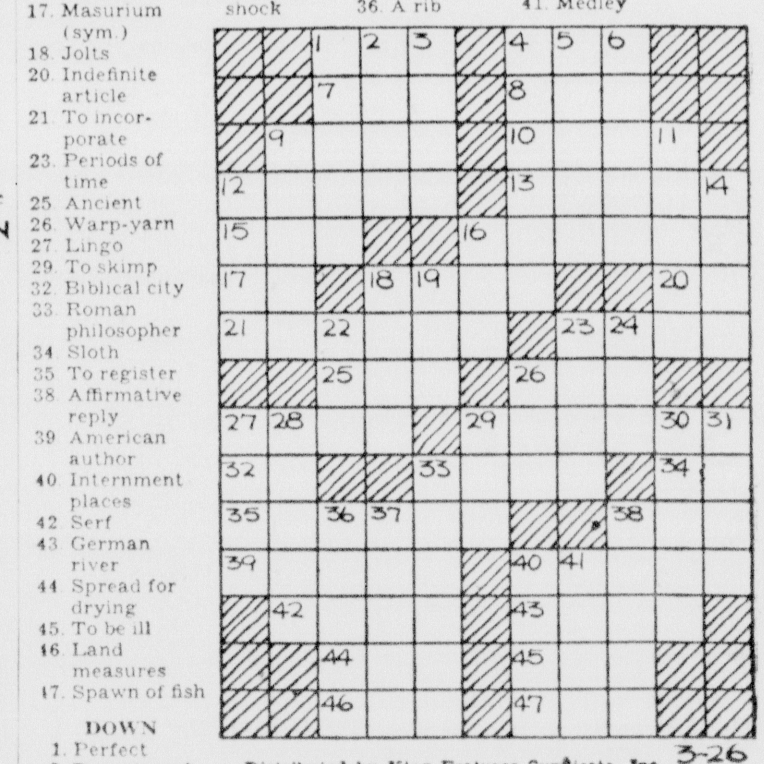 17. Masurium
(sym.)
18. Jolts
20. Indefinite
article
21. To incor-
porate
23. Periods of
time
25 Ancient
26. Warp-yarn
27. Lingo
29. To skimp
32. Biblical city
33. Roman
philosopher
34. Sloth
35 To register
38. Affirmative
reply
39 American
author
40. Internment
places
42. Serf
43. German
river
44. Spread for
drying
45. To be ill
46. Land
measures
47. Spawn of fish
DOWN
1. Perfect
shock 36. A rib 41. Medley
1 2 3 4 5 6
7 8
9 10 11
12 13 14
15 16
17 18 19 20
21 22 23 24
25 26
27 28 29 30 31
32 33 34
35 36 37 38
39 40 41
42 43
44 45
46 47
3-26
Distributed by King Features Syndicate, Inc.